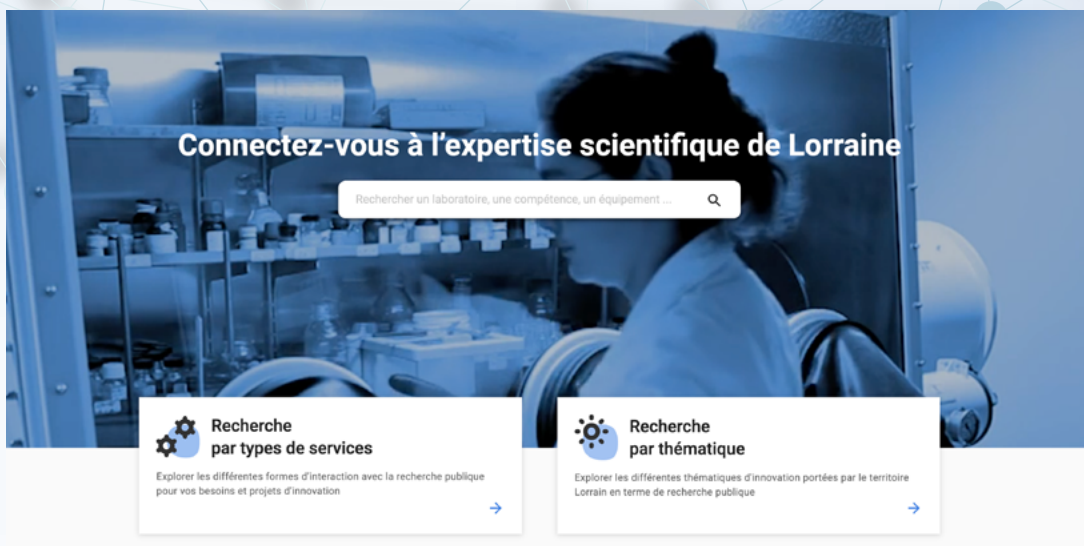 Connectez-vous à l'expertise scientifique de Lorraine
Rechercher un laboratoire, une compétence, un équipement ...
Recherche
par types de services
Explorer les différentes formes d'interaction avec la recherche publique
pour vos besoins et projets d'innovation
Recherche
par thématique
Explorer les différentes thématiques d'innovation portées par le territoire
Lorrain en terme de recherche publique